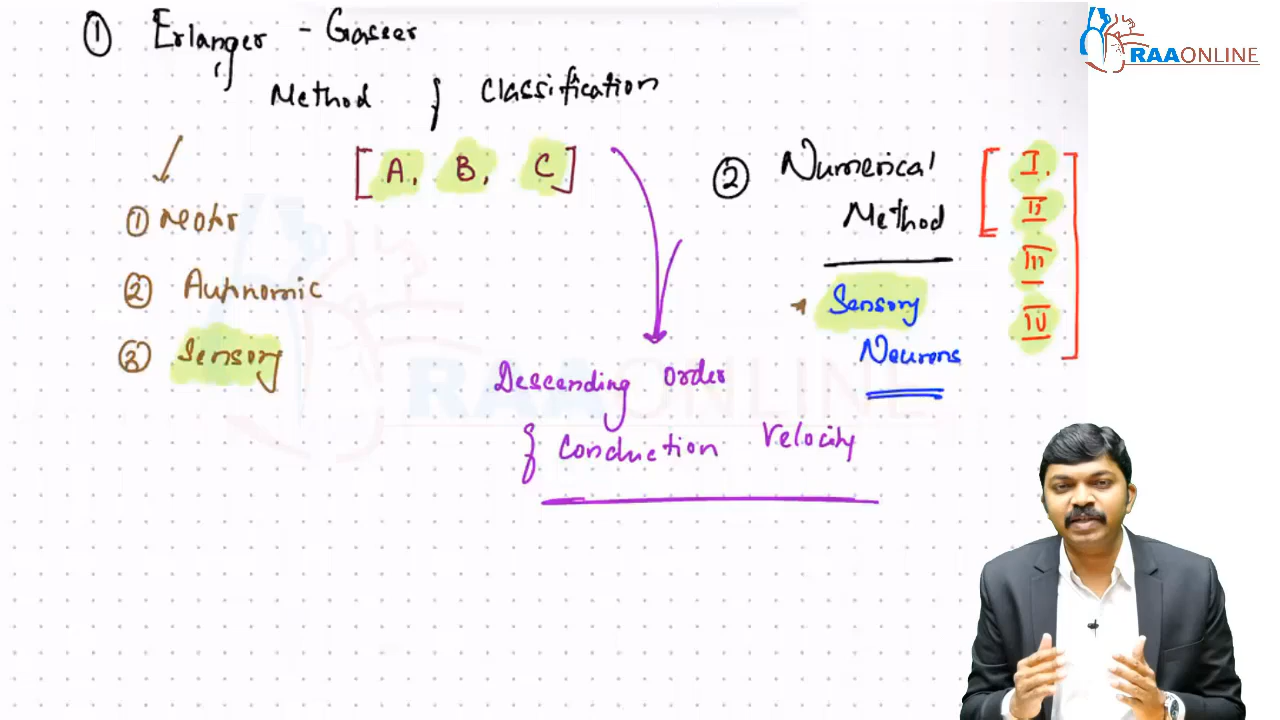 ① Erlanger - Gasser
Method of Classification
[A, B, C]
① motor
② Autonomic
③ Sensory
Descending Order
of Conduction Velocity
② Numerical
Method
[I,
II
III
IV]
Sensory
Neurons
RAAONLINE
RAAONLINE